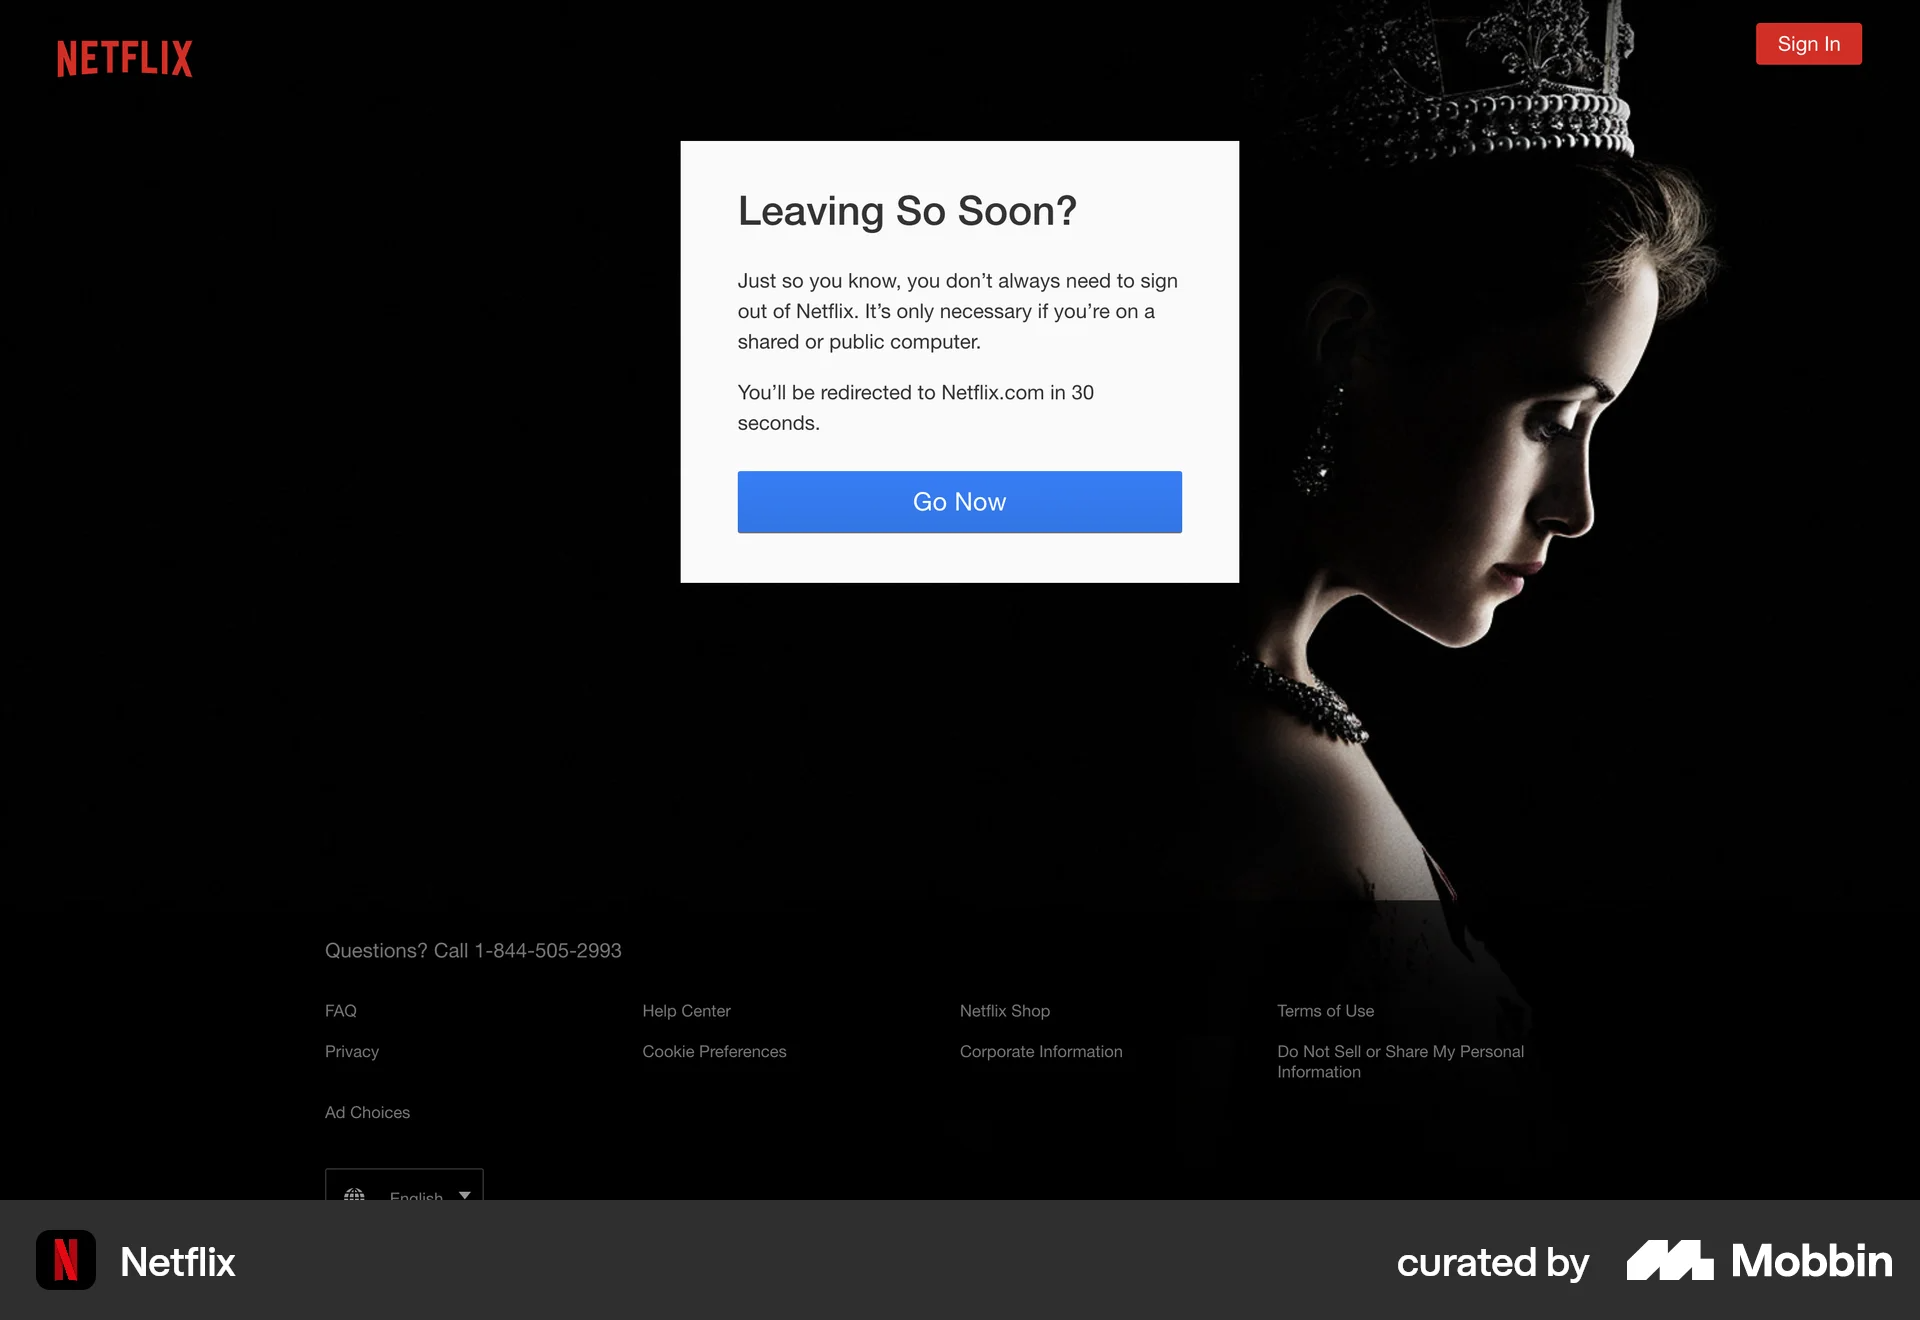 NETFLIX
Sign In
Leaving So Soon?
Just so you know, you don’t always need to sign
out of Netflix. It’s only necessary if you’re on a
shared or public computer.
You’ll be redirected to Netflix.com in 30
seconds.
Go Now
Questions? Call 1-844-505-2993
FAQ
Help Center
Netflix Shop
Terms of Use
Privacy
Cookie Preferences
Corporate Information
Do Not Sell or Share My Personal
Information
Ad Choices
English
N
Netflix
curated by
Mobbin